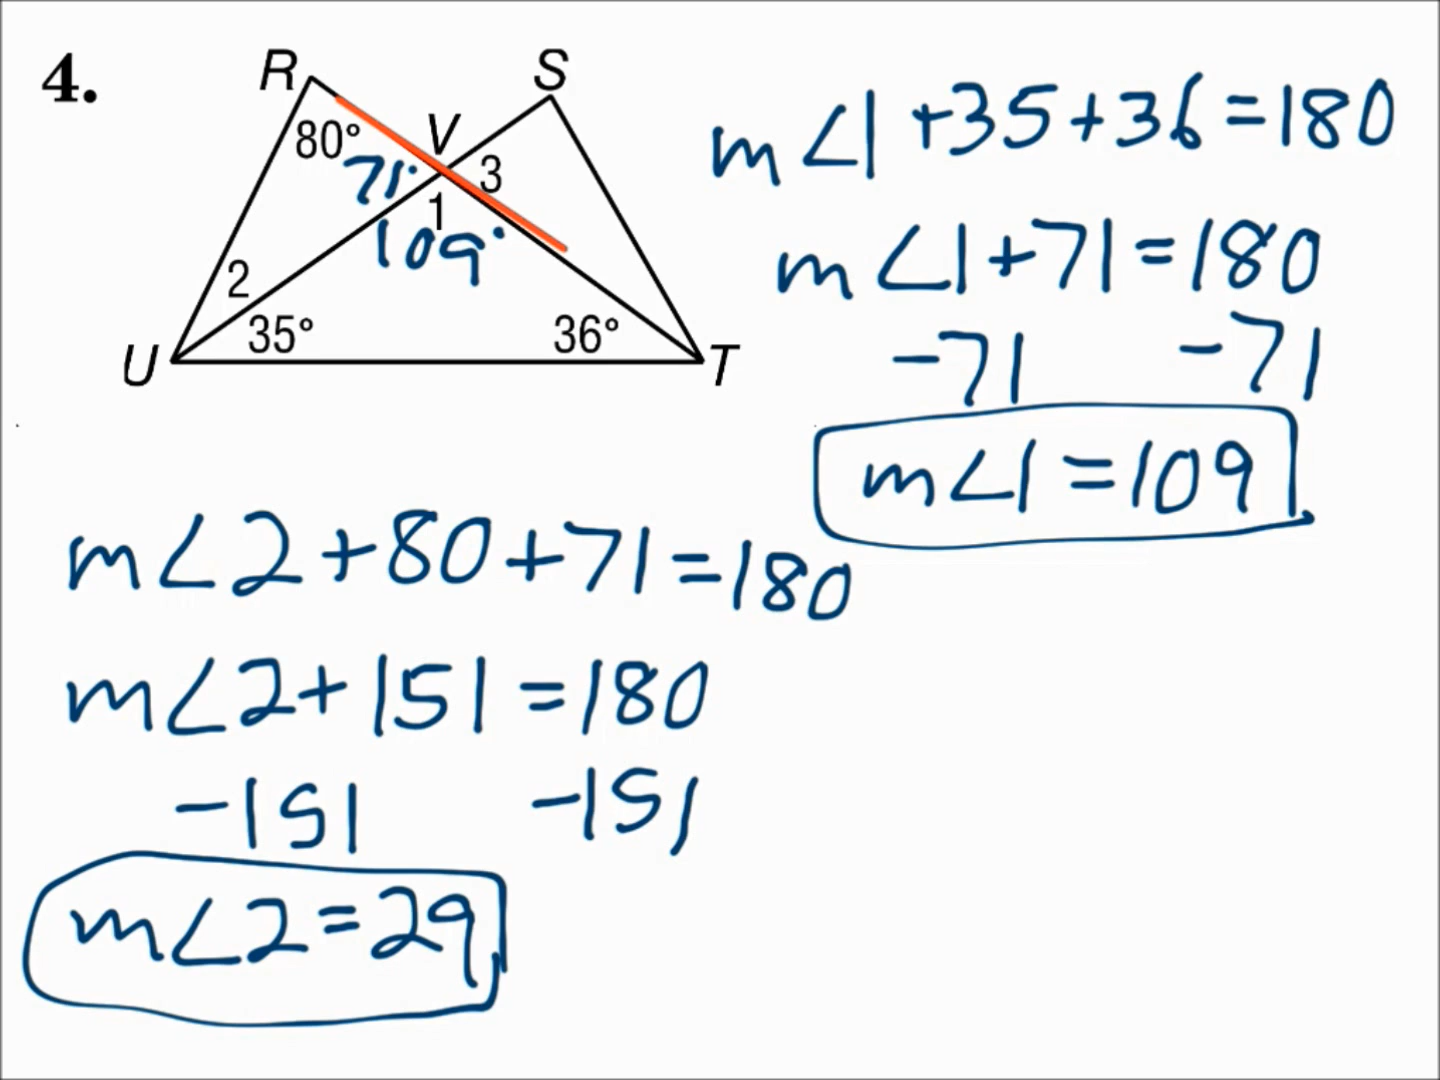 4.
R
S
V
80°
71°
3
1
109°
2
35°
36°
U
T
m∠1 +35+36=180
m∠1+71=180
-71 -71
m∠1=109
m∠2+80+71=180
m∠2+151=180
-151 -151
m∠2=29